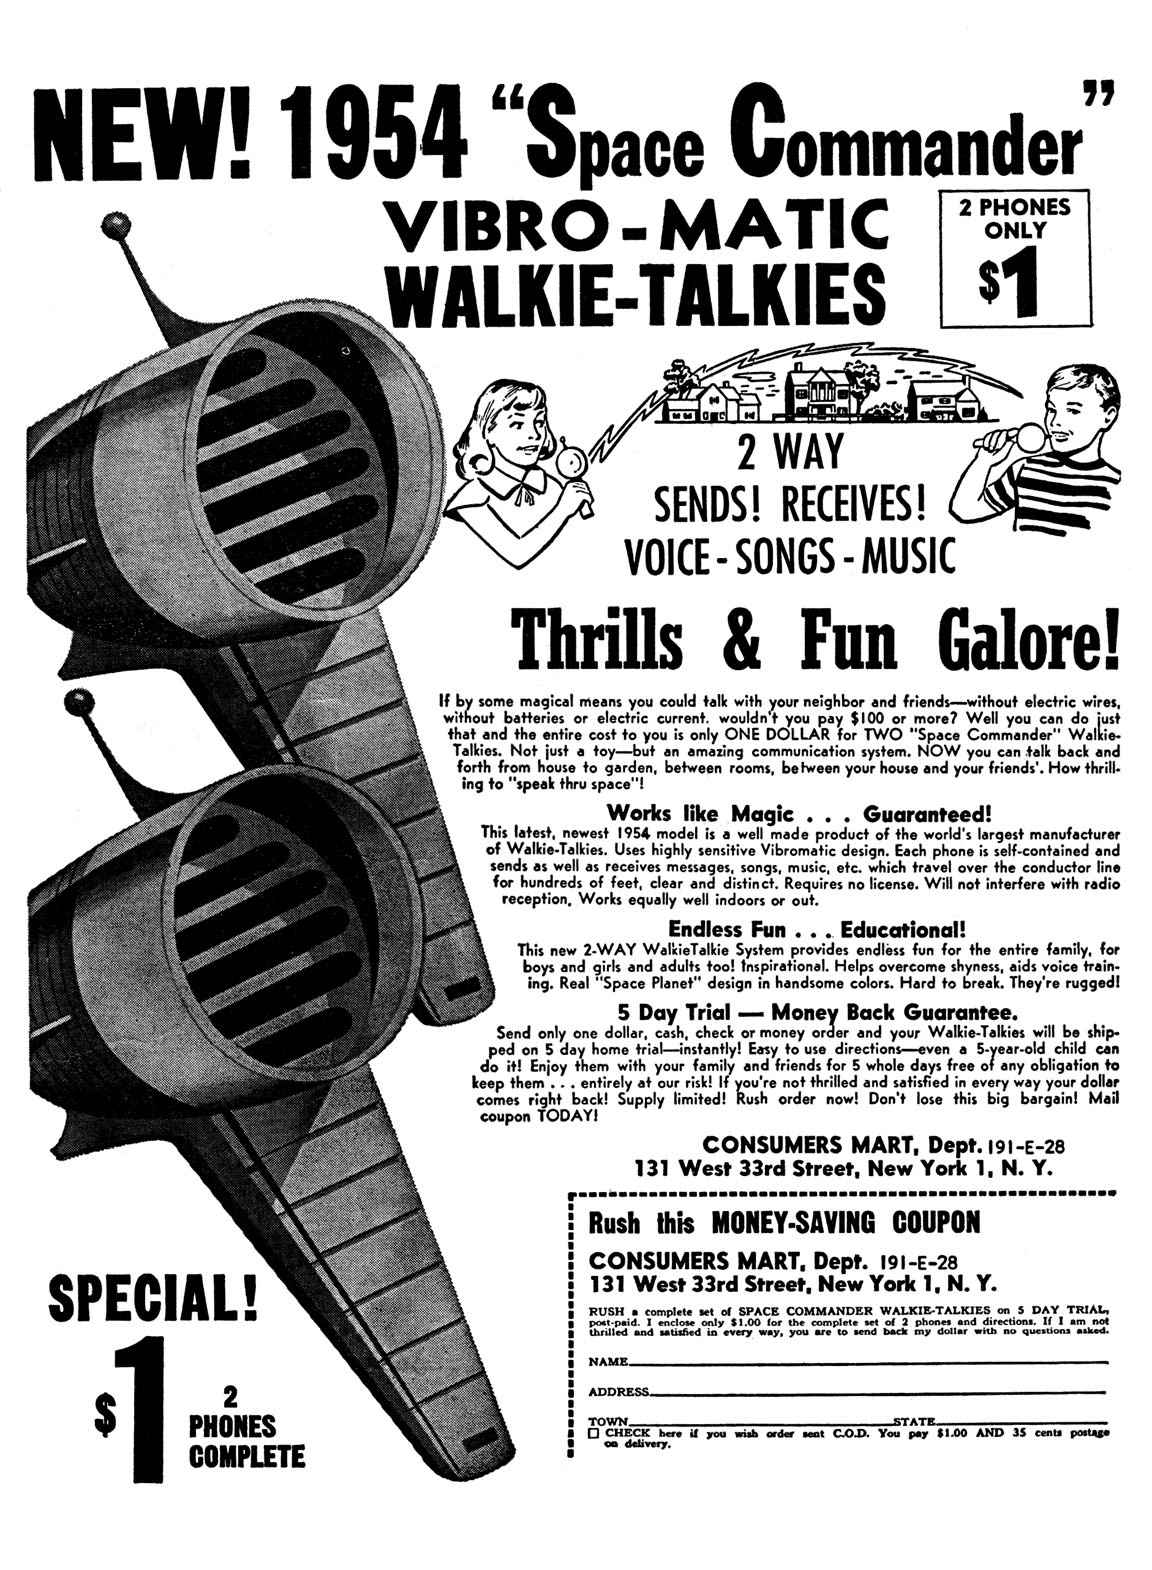 NEW! 1954 “Space Commander”
VIBRO-MATIC
WALKIE-TALKIES
2 PHONES
ONLY
$1
2 WAY
SENDS! RECEIVES!
VOICE-SONGS-MUSIC
Thrills & Fun Galore!
If by some magical means you could talk with your neighbor and friends—without electric wires,
without batteries or electric current. wouldn't you pay $100 or more? Well you can do just
that and the entire cost to you is only ONE DOLLAR for TWO "Space Commander" Walkie-
Talkies. Not just a toy—but an amazing communication system. NOW you can talk back and
forth from house to garden, between rooms, between your house and your friends'. How thrill-
ing to "speak thru space"!
Works like Magic . . . Guaranteed!
This latest, newest 1954 model is a well made product of the world's largest manufacturer
of Walkie-Talkies. Uses highly sensitive Vibromatic design. Each phone is self-contained and
sends as well as receives messages, songs, music, etc. which travel over the conductor line
for hundreds of feet, clear and distinct. Requires no license. Will not interfere with radio
reception, Works equally well indoors or out.
Endless Fun . . . Educational!
This new 2-WAY WalkieTalkie System provides endless fun for the entire family, for
boys and girls and adults too! Inspirational. Helps overcome shyness, aids voice train-
ing. Real "Space Planet" design in handsome colors. Hard to break. They're rugged!
5 Day Trial — Money Back Guarantee.
Send only one dollar, cash, check or money order and your Walkie-Talkies will be ship-
ped on 5 day home trial—instantly! Easy to use directions—even a 5-year-old child can
do it! Enjoy them with your family and friends for 5 whole days free of any obligation to
keep them . . . entirely at our risk! If you're not thrilled and satisfied in every way your dollar
comes right back! Supply limited! Rush order now! Don't lose this big bargain! Mail
coupon TODAY!
CONSUMERS MART, Dept. 191-E-28
131 West 33rd Street, New York 1, N. Y.
Rush this MONEY-SAVING COUPON
CONSUMERS MART, Dept. 191-E-28
131 West 33rd Street, New York 1, N. Y.
RUSH a complete set of SPACE COMMANDER WALKIE-TALKIES on 5 DAY TRIAL,
post-paid. I enclose only $1.00 for the complete set of 2 phones and directions. If I am not
thrilled and satisfied in every way, you are to send back my dollar with no questions asked.
NAME
ADDRESS
TOWN STATE
☐ CHECK here if you wish order sent C.O.D. You pay $1.00 AND 35 cents postage
on delivery.
SPECIAL!
$1
2
PHONES
COMPLETE